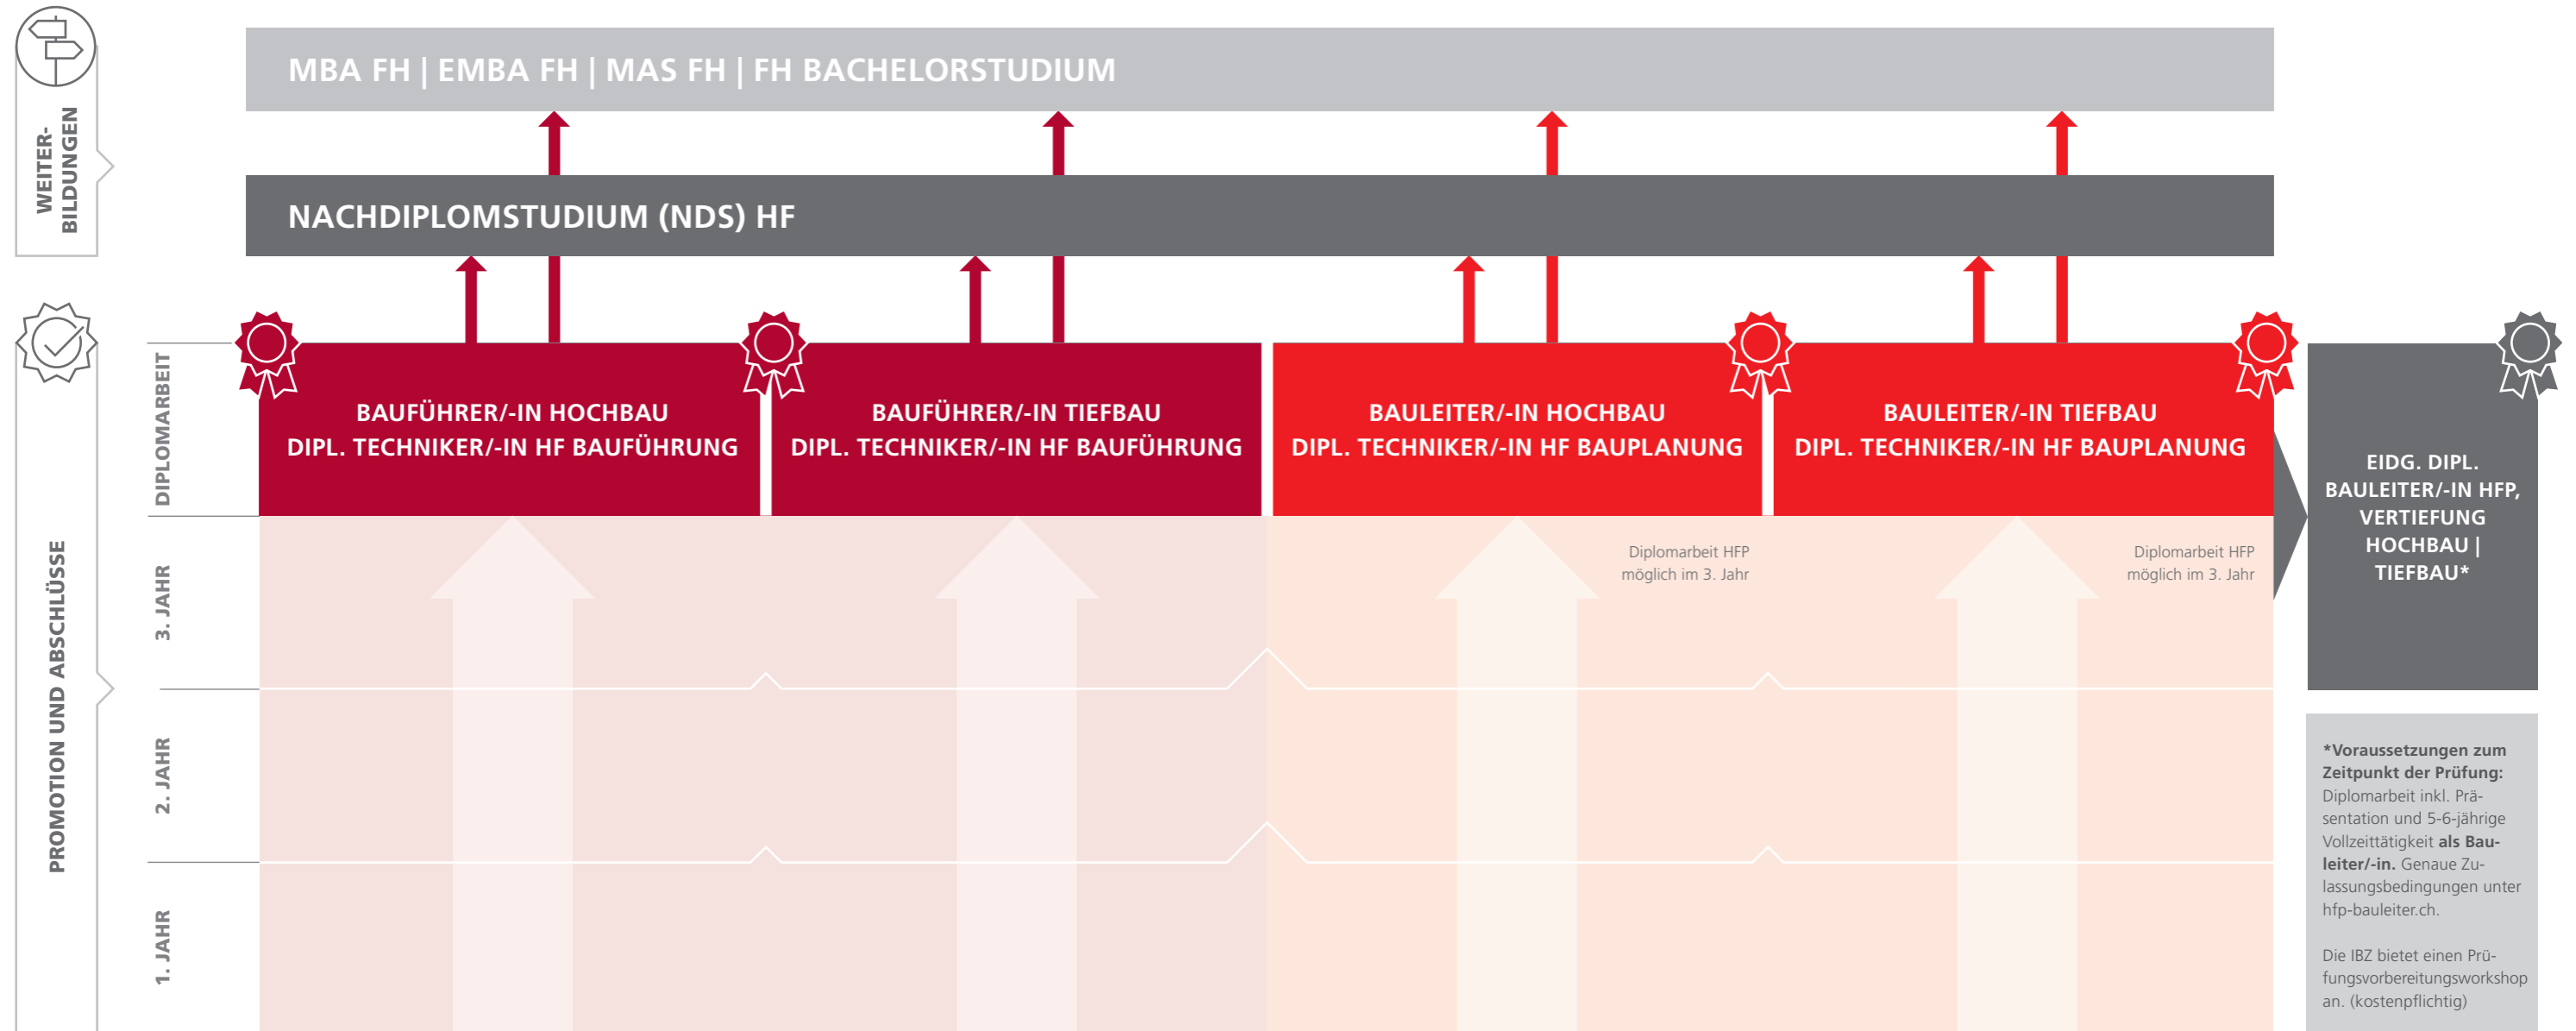 WEITER-
BILDUNGEN
MBA FH | EMBA FH | MAS FH | FH BACHELORSTUDIUM
NACHDIPLOMSTUDIUM (NDS) HF
PROMOTION UND ABSCHLÜSSE
DIPLOMARBEIT
BAUFÜHRER/-IN HOCHBAU
DIPL. TECHNIKER/-IN HF BAUFÜHRUNG
BAUFÜHRER/-IN TIEFBAU
DIPL. TECHNIKER/-IN HF BAUFÜHRUNG
BAULEITER/-IN HOCHBAU
DIPL. TECHNIKER/-IN HF BAUPLANUNG
BAULEITER/-IN TIEFBAU
DIPL. TECHNIKER/-IN HF BAUPLANUNG
EIDG. DIPL.
BAULEITER/-IN HFP,
VERTIEFUNG
HOCHBAU |
TIEFBAU*
3. JAHR
Diplomarbeit HFP
möglich im 3. Jahr
Diplomarbeit HFP
möglich im 3. Jahr
2. JAHR
1. JAHR
*Voraussetzungen zum
Zeitpunkt der Prüfung:
Diplomarbeit inkl. Prä-
sentation und 5-6-jährige
Vollzeittätigkeit als Bau-
leiter/-in. Genaue Zu-
lassungsbedingungen unter
hfp-bauleiter.ch.
Die IBZ bietet einen Prü-
fungsvorbereitungsworkshop
an. (kostenpflichtig)